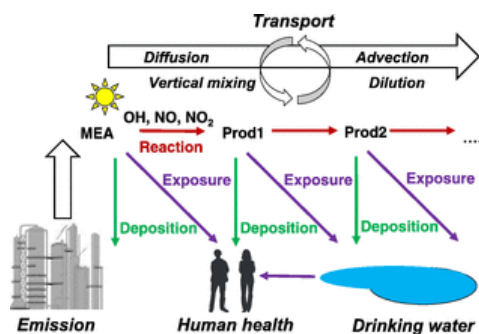 Transport
Diffusion Advection
Vertical mixing Dilution
OH, NO, NO₂
MEA Prod1 Prod2 ....
Reaction
Exposure Exposure Exposure
Deposition Deposition Deposition
Emission Human health Drinking water